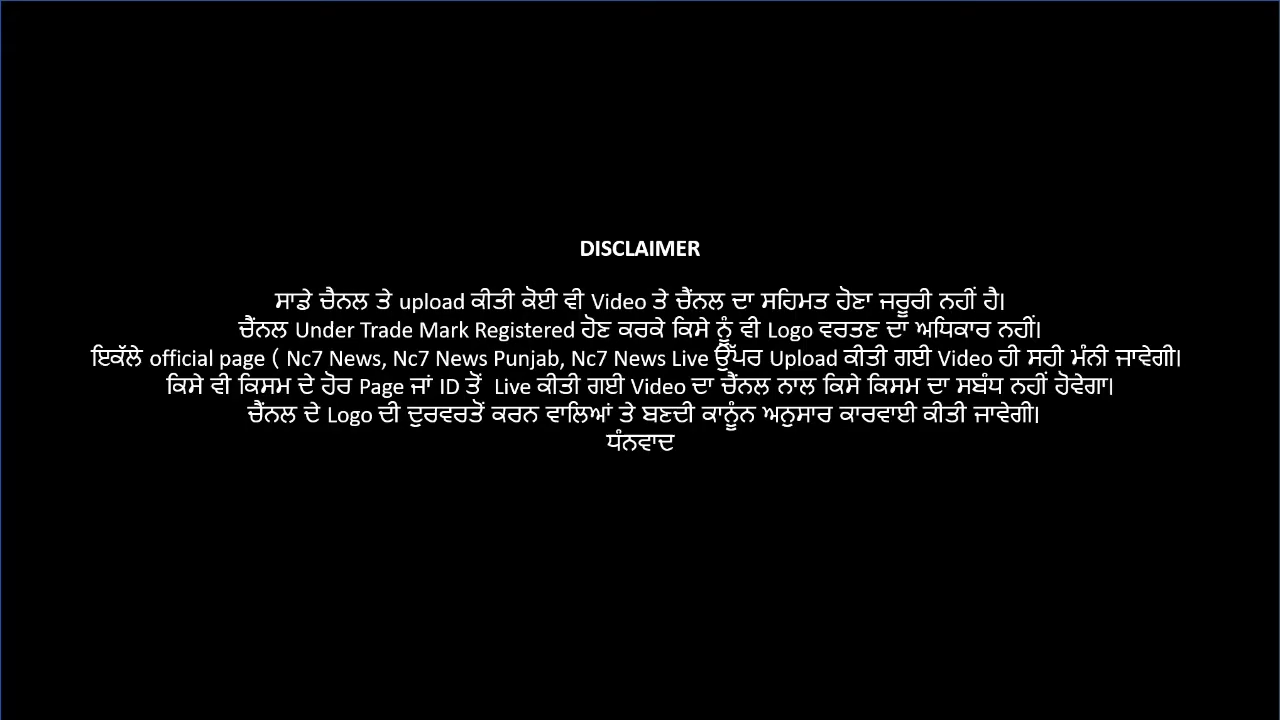 DISCLAIMER
ਸਾਡੇ ਚੈਨਲ ਤੇ upload ਕੀਤੀ ਕੋਈ ਵੀ Video ਤੇ ਚੈਂਨਲ ਦਾ ਸਹਿਮਤ ਹੋਣਾ ਜਰੂਰੀ ਨਹੀਂ ਹੈ।
ਚੈਂਨਲ Under Trade Mark Registered ਹੋਣ ਕਰਕੇ ਕਿਸੇ ਨੂੰ ਵੀ Logo ਵਰਤਣ ਦਾ ਅਧਿਕਾਰ ਨਹੀਂ।
ਇਕੱਲੇ official page ( Nc7 News, Nc7 News Punjab, Nc7 News Live ਉੱਪਰ Upload ਕੀਤੀ ਗਈ Video ਹੀ ਸਹੀ ਮੰਨੀ ਜਾਵੇਗੀ।
ਕਿਸੇ ਵੀ ਕਿਸਮ ਦੇ ਹੋਰ Page ਜਾਂ ID ਤੋਂ  Live ਕੀਤੀ ਗਈ Video ਦਾ ਚੈਂਨਲ ਨਾਲ ਕਿਸੇ ਕਿਸਮ ਦਾ ਸਬੰਧ ਨਹੀਂ ਹੋਵੇਗਾ।
ਚੈਂਨਲ ਦੇ Logo ਦੀ ਦੁਰਵਰਤੋਂ ਕਰਨ ਵਾਲਿਆਂ ਤੇ ਬਣਦੀ ਕਾਨੂੰਨ ਅਨੁਸਾਰ ਕਾਰਵਾਈ ਕੀਤੀ ਜਾਵੇਗੀ।
ਧੰਨਵਾਦ